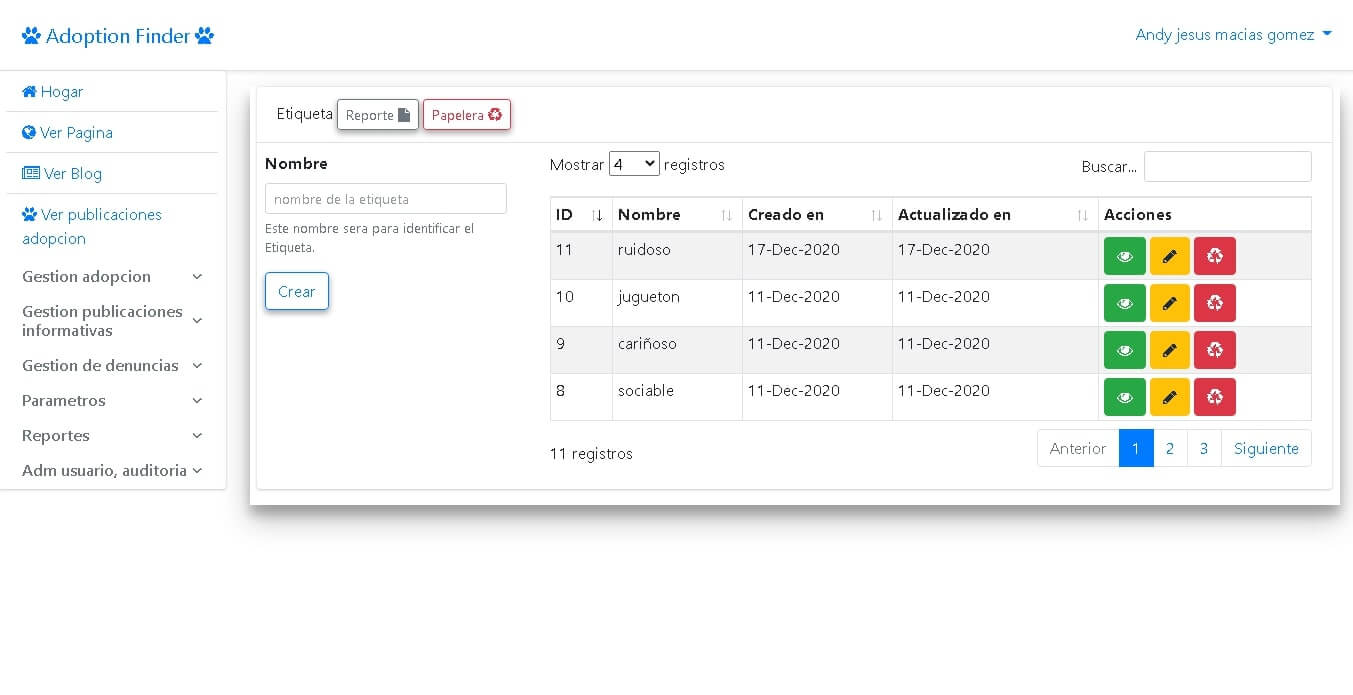 Adoption Finder
Andy jesus macias gomez
Hogar
Ver Pagina
Ver Blog
Ver publicaciones
adopcion
Gestion adopcion
Gestion publicaciones
informativas
Gestion de denuncias
Parametros
Reportes
Adm usuario, auditoria
Etiqueta Reporte Papelera
Nombre
nombre de la etiqueta
Este nombre sera para identificar el
Etiqueta.
Crear
Mostrar 4 registros
Buscar...
ID Nombre Creado en Actualizado en Acciones
11 ruidoso 17-Dec-2020 17-Dec-2020
10 jugueton 11-Dec-2020 11-Dec-2020
9 cariñoso 11-Dec-2020 11-Dec-2020
8 sociable 11-Dec-2020 11-Dec-2020
11 registros
Anterior 1 2 3 Siguiente